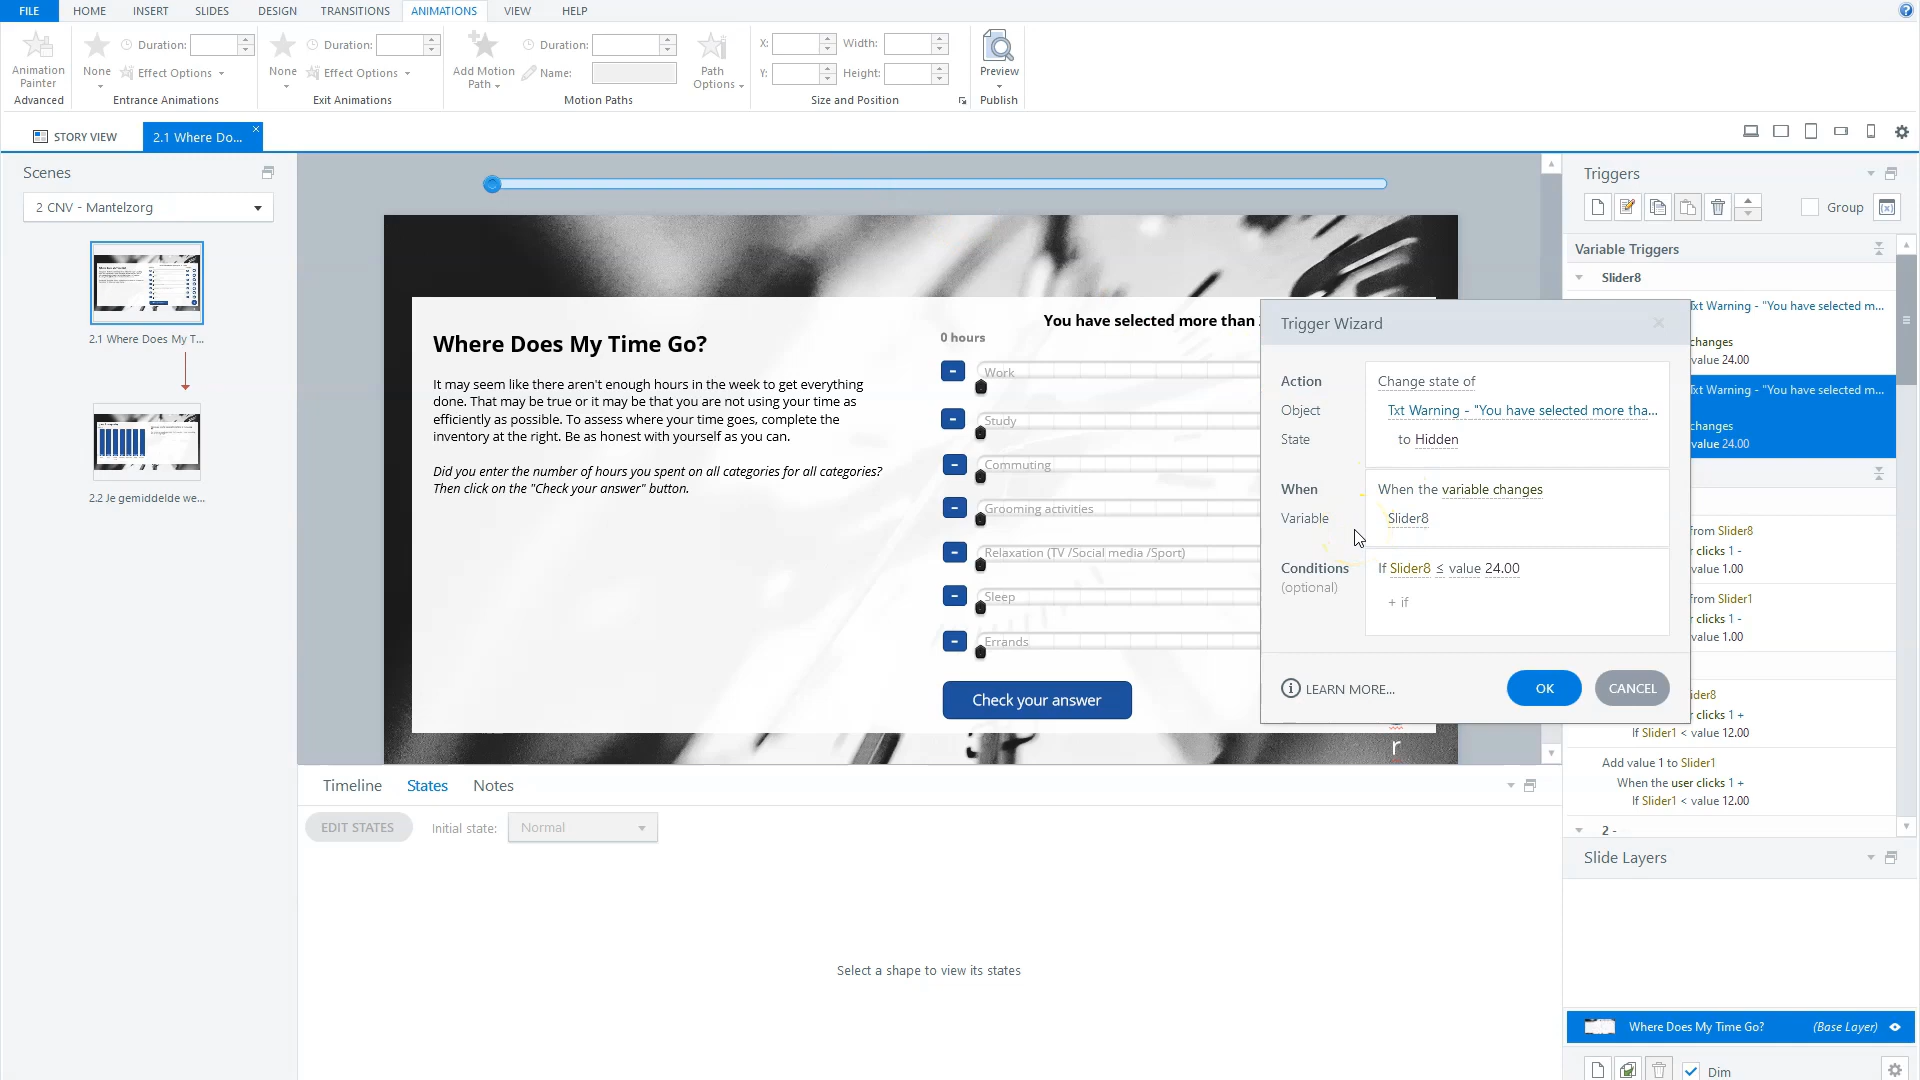 FILE
HOME
INSERT
SLIDES
DESIGN
TRANSITIONS
ANIMATIONS
VIEW
HELP
Animation
Painter
Advanced
None
Duration:
Effect Options
Entrance Animations
None
Duration:
Effect Options
Exit Animations
Add Motion
Path
Duration:
Name:
Path
Options
Motion Paths
X:
Width:
Y:
Height:
Size and Position
Preview
Publish
STORY VIEW
2.1 Where Do...
Scenes
2 CNV - Mantelzorg
2.1 Where Does My T...
2.2 Je gemiddelde we...
Where Does My Time Go?
It may seem like there aren't enough hours in the week to get everything
done. That may be true or it may be that you are not using your time as
efficiently as possible. To assess where your time goes, complete the
inventory at the right. Be as honest with yourself as you can.
Did you enter the number of hours you spent on all categories for all categories?
Then click on the "Check your answer" button.
You have selected more than
0 hours
- Work
- Study
- Commuting
- Grooming activities
- Relaxation (TV /Social media /Sport)
- Sleep
- Errands
Check your answer
r
Trigger Wizard
Action
Change state of
Object
Txt Warning - "You have selected more tha...
State
to Hidden
When
When the variable changes
Variable
Slider8
Conditions
(optional)
If Slider8 ≤ value 24.00
+ if
LEARN MORE...
OK
CANCEL
Triggers
Group
Variable Triggers
Slider8
Txt Warning - "You have selected m...
changes
value 24.00
Txt Warning - "You have selected m...
changes
value 24.00
from Slider8
r clicks 1 -
value 1.00
from Slider1
r clicks 1 -
value 1.00
ider8
r clicks 1 +
If Slider1 < value 12.00
Add value 1 to Slider1
When the user clicks 1 +
If Slider1 < value 12.00
2 -
Timeline
States
Notes
EDIT STATES
Initial state:
Normal
Select a shape to view its states
Slide Layers
Where Does My Time Go?
(Base Layer)
Dim